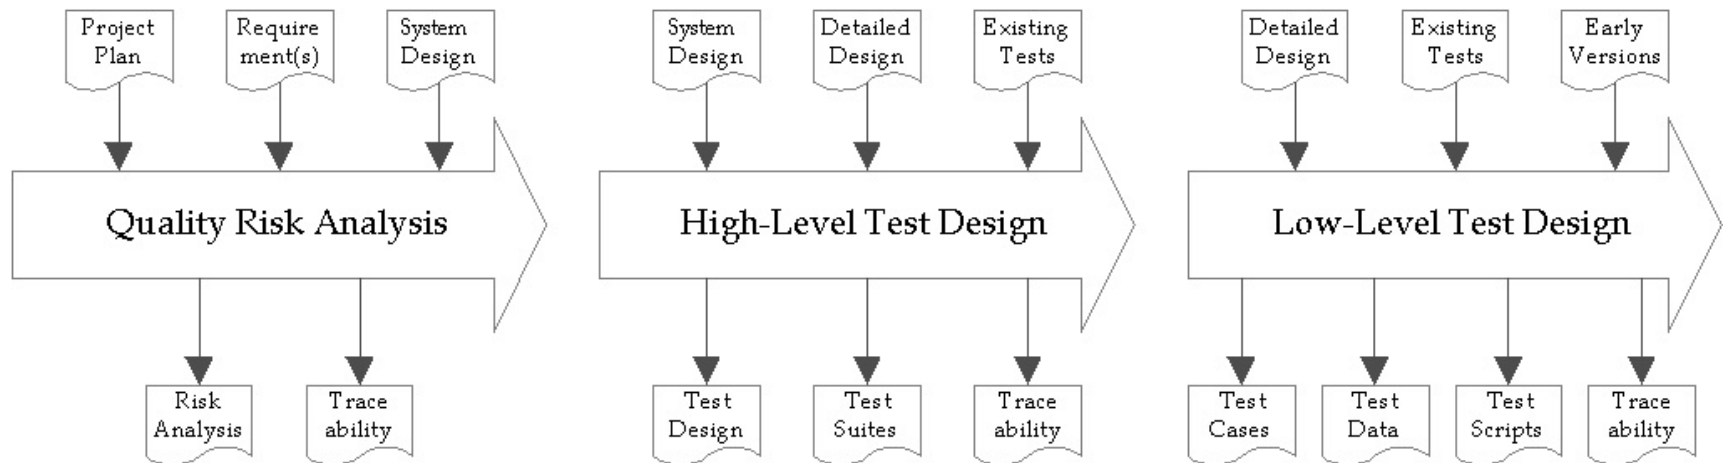 Project
Plan
Require
ment(s)
System
Design
System
Design
Detailed
Design
Existing
Tests
Detailed
Design
Existing
Tests
Early
Versions
Quality Risk Analysis
High-Level Test Design
Low-Level Test Design
Risk
Analysis
Trace
ability
Test
Design
Test
Suites
Trace
ability
Test
Cases
Test
Data
Test
Scripts
Trace
ability